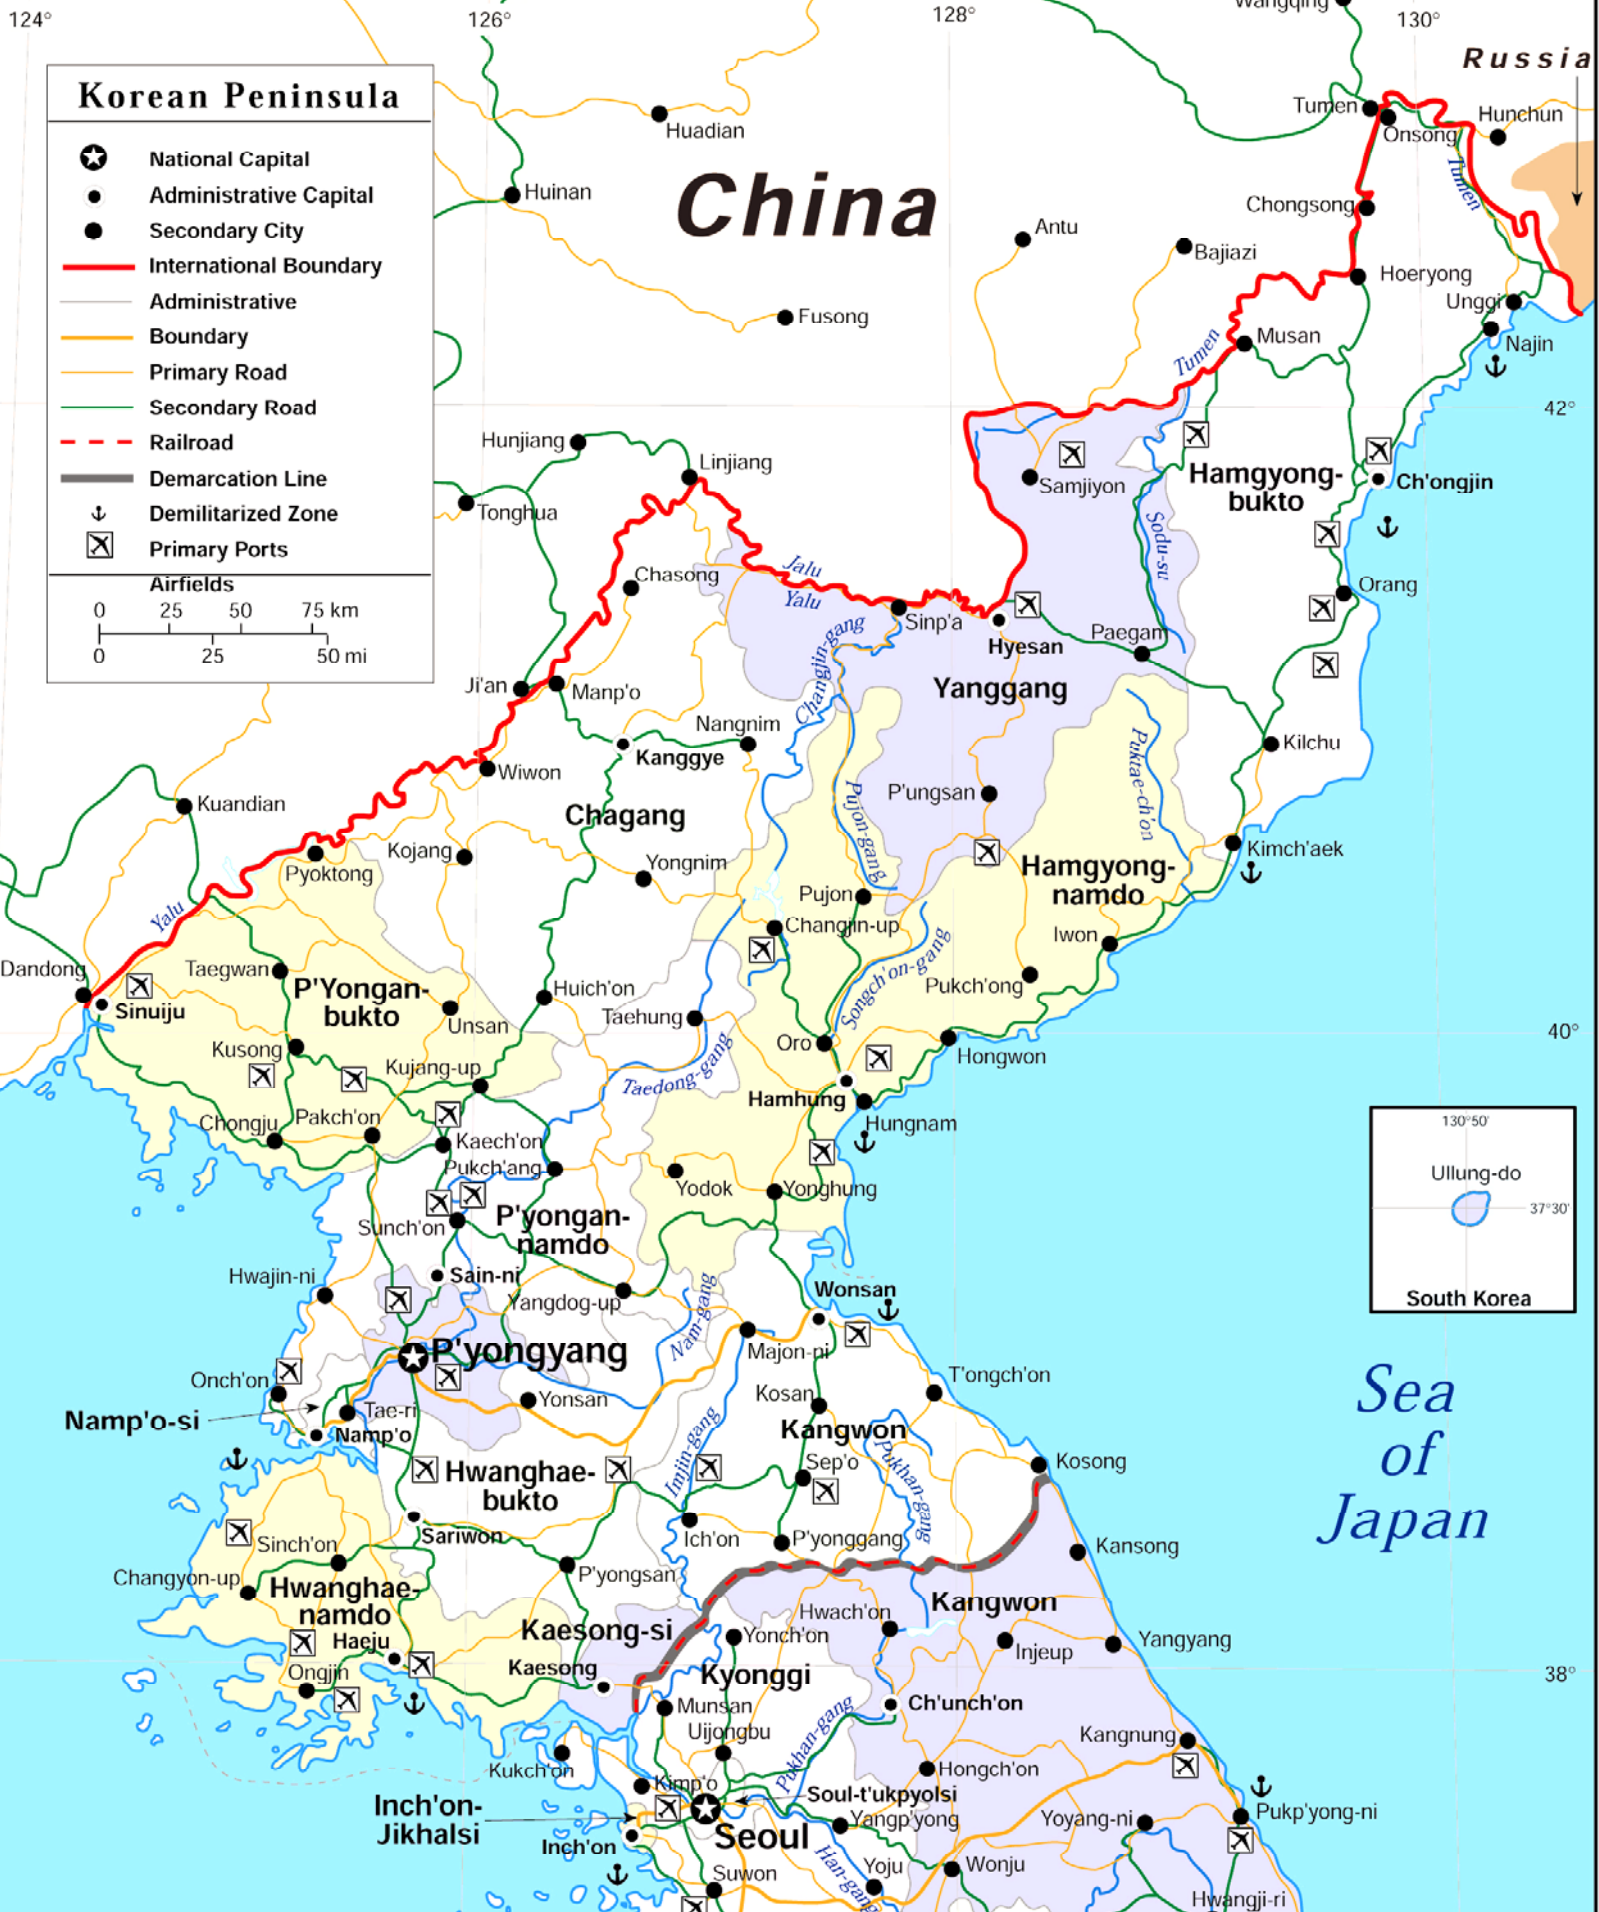 124°
126°
128°
130°
Wangqing
Russia
Korean Peninsula
National Capital
Administrative Capital
Secondary City
International Boundary
Administrative
Boundary
Primary Road
Secondary Road
Railroad
Demarcation Line
Demilitarized Zone
Primary Ports
Airfields
0 25 50 75 km
0 25 50 mi
Huadian
Tumen
Onsong
Hunchun
Huinan
China
Tumen
Antu
Chongsong
Bajiazi
Hoeryong
Unggi
Fusong
Musan
Najin
Tumen
42°
Hunjiang
Linjiang
Samjiyon
Hamgyong-
bukto
Ch'ongjin
Tonghua
Sodu-su
Jalu
Yalu
Chasong
Orang
Sinp'a
Hyesan
Paegam
Changjin-gang
Ji'an
Manp'o
Yanggang
Nangnim
Kanggye
Kilchu
Wiwon
Puktae-ch'on
Kuandian
Chagang
Pujon-gang
P'ungsan
Kojang
Yongnim
Kimch'aek
Pyoktong
Hamgyong-
namdo
Pujon
Yalu
Changjin-up
Iwon
Dandong
Taegwan
P'Yongan-
bukto
Huich'on
Songch'on-gang
Pukch'ong
Sinuiju
Unsan
Taehung
40°
Kusong
Oro
Hongwon
Kujang-up
Taedong-gang
Hamhung
Chongju
Pakch'on
Hungnam
Kaech'on
130°50'
Pukch'ang
Yodok
Yonghung
Ullung-do
37°30'
Sunch'on
P'yongan-
namdo
Hwajin-ni
Sain-ni
Yangdog-up
Nam-gang
Wonsan
South Korea
P'yongyang
Majon-ni
Onch'on
Yonsan
Kosan
T'ongch'on
Sea
of
Japan
Namp'o-si
Tae-ri
Namp'o
Kangwon
Imjin-gang
Pukhan-gang
Hwanghae-
bukto
Sep'o
Kosong
Sariwon
Sinch'on
Ich'on
P'yonggang
Kansong
Changyon-up
P'yongsan
Hwanghae-
namdo
Kangwon
Hwach'on
Haeju
Kaesong-si
Yonch'on
Injeup
Yangyang
Ongjin
Kaesong
Kyonggi
38°
Munsan
Ch'unch'on
Uijongbu
Pukhan-gang
Kangnung
Kukch'on
Kimp'o
Hongch'on
Soul-t'ukpyolsi
Inch'on-
Jikhalsi
Yangp'yong
Yoyang-ni
Pukp'yong-ni
Seoul
Inch'on
Han-gang
Suwon
Yoju
Wonju
Hwangji-ri